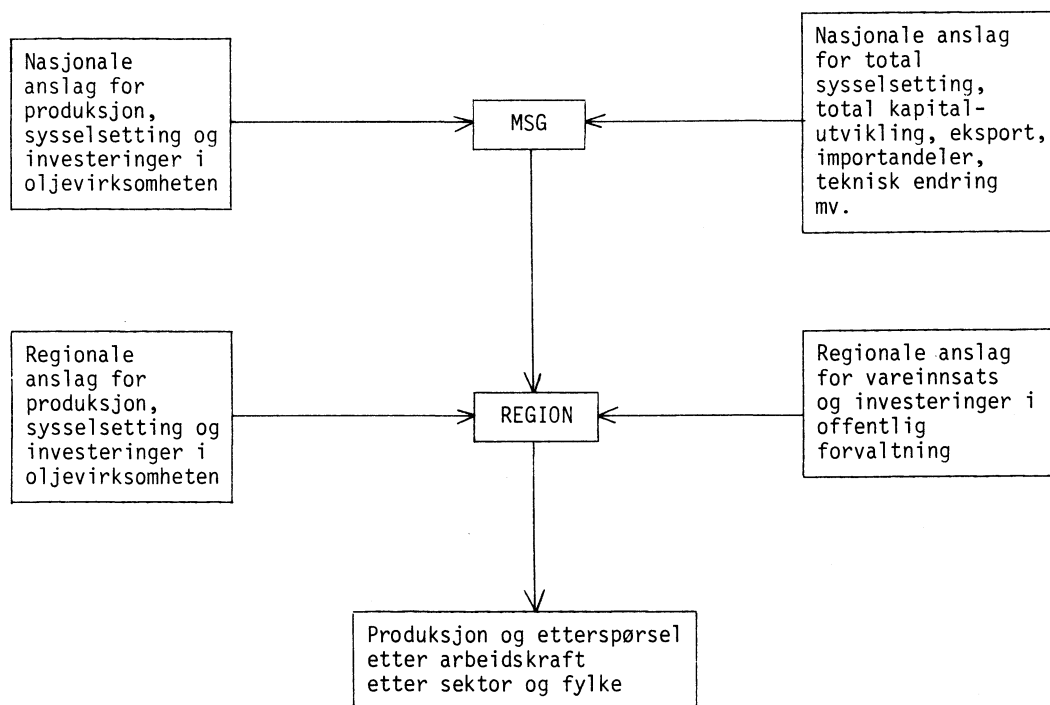 Nasjonale
anslag for
produksjon,
sysselsetting og
investeringer i
oljevirksomheten
MSG
Nasjonale anslag
for total
sysselsetting,
total kapital-
utvikling, eksport,
importandeler,
teknisk endring
mv.
Regionale
anslag for
produksjon,
sysselsetting og
investeringer i
oljevirksomheten
REGION
Regionale anslag
for vareinnsats
og investeringer i
offentlig
forvaltning
Produksjon og etterspørsel
etter arbeidskraft
etter sektor og fylke